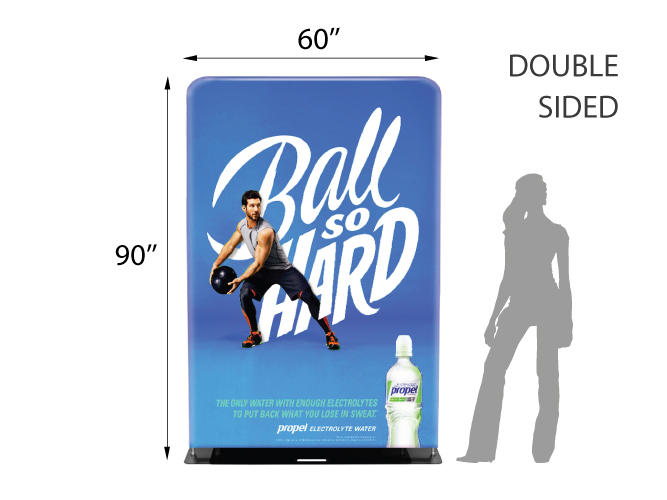 60”
DOUBLE
SIDED
90”
Ball
SO
HARD
THE ONLY WATER WITH ENOUGH ELECTROLYTES
TO PUT BACK WHAT YOU LOSE IN SWEAT.
propel ELECTROLYTE WATER
propel